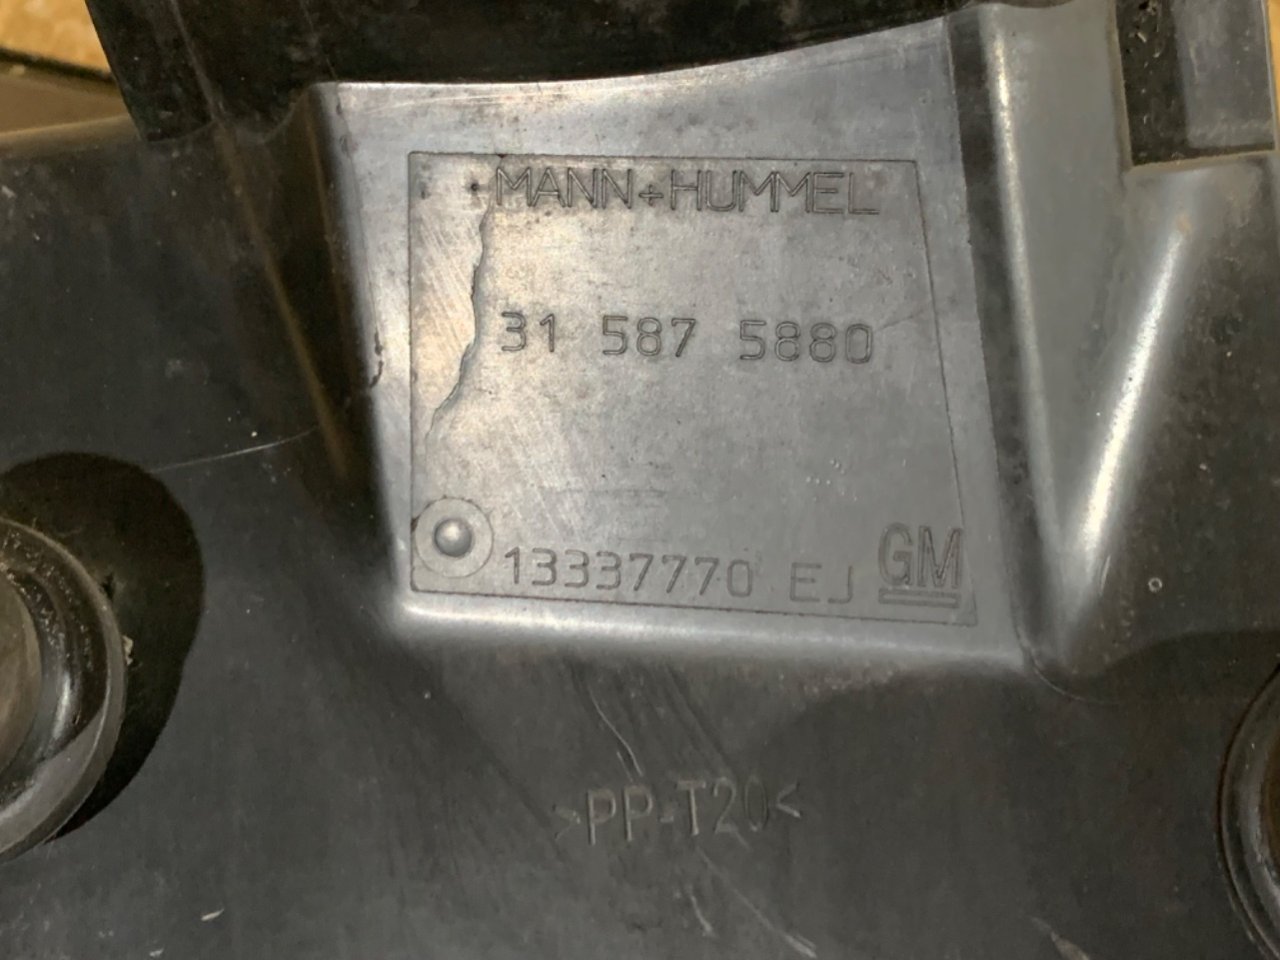 MANN+HUMMEL
31 587 5880
13337770 EJ GM
>PP-T20<